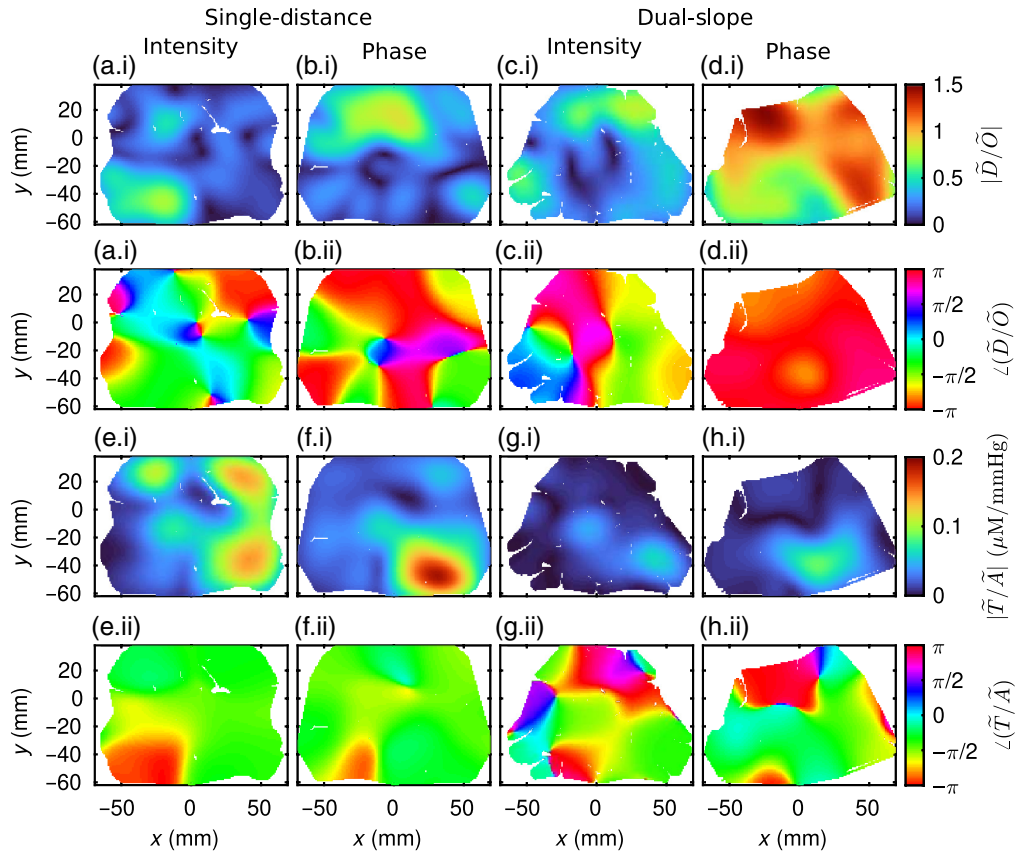 Single-distance Dual-slope
Intensity Phase Intensity Phase
(a.i) (b.i) (c.i) (d.i)
20
0
−20
−40
−60
y (mm)
1.5
1
0.5
0
|D̃/Õ|
(a.ii) (b.ii) (c.ii) (d.ii)
20
0
−20
−40
−60
y (mm)
π
π/2
0
−π/2
−π
∠(D̃/Õ)
(e.i) (f.i) (g.i) (h.i)
20
0
−20
−40
−60
y (mm)
0.2
0.1
0
|T̃/Ã| (μM/mmHg)
(e.ii) (f.ii) (g.ii) (h.ii)
20
0
−20
−40
−60
y (mm)
π
π/2
0
−π/2
−π
∠(T̃/Ã)
−50 0 50 −50 0 50 −50 0 50 −50 0 50
x (mm) x (mm) x (mm) x (mm)